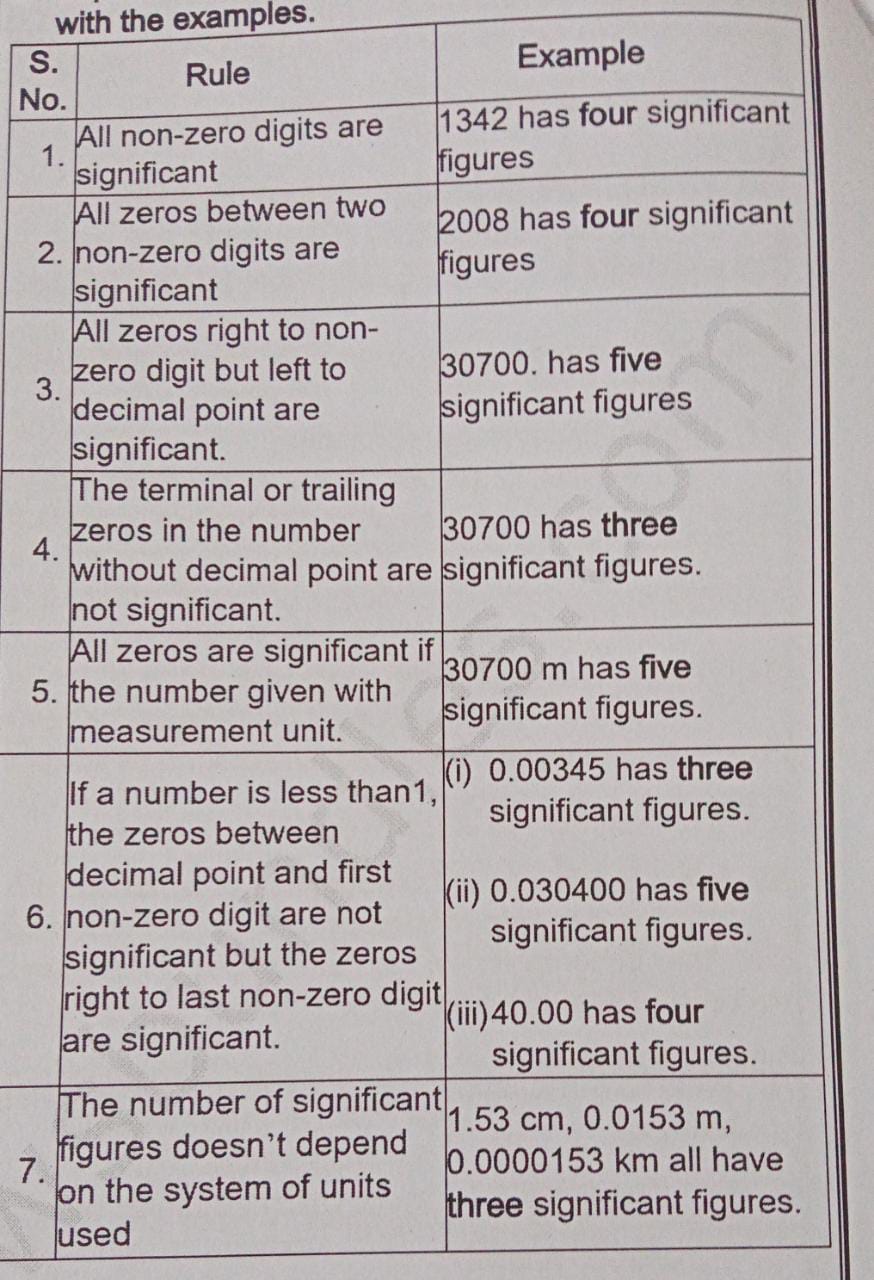 with the examples.
S. No.
Rule
Example
1.
All non-zero digits are
significant
1342 has four significant
figures
2.
All zeros between two
non-zero digits are
significant
2008 has four significant
figures
3.
All zeros right to non-
zero digit but left to
decimal point are
significant.
30700. has five
significant figures
4.
The terminal or trailing
zeros in the number
without decimal point are
not significant.
30700 has three
significant figures.
5.
All zeros are significant if
the number given with
measurement unit.
30700 m has five
significant figures.
6.
If a number is less than1,
the zeros between
decimal point and first
non-zero digit are not
significant but the zeros
right to last non-zero digit
are significant.
(i) 0.00345 has three
significant figures.
(ii) 0.030400 has five
significant figures.
(iii) 40.00 has four
significant figures.
7.
The number of significant
figures doesn't depend
on the system of units
used
1.53 cm, 0.0153 m,
0.0000153 km all have
three significant figures.